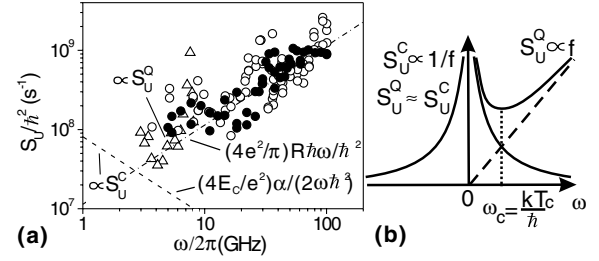 S_U/ħ² (s⁻¹)
10⁹
10⁸
10⁷
∝S_U^Q
∝S_U^C
(4e²/π)Rħω/ħ²
(4E_C/e²)α/(2ωħ²)
1
10
100
ω/2π(GHz)
(a)
S_U^C∝1/f
S_U^Q≈S_U^C
S_U^Q∝f
0
ω_c=kT_c/ħ
ω
(b)